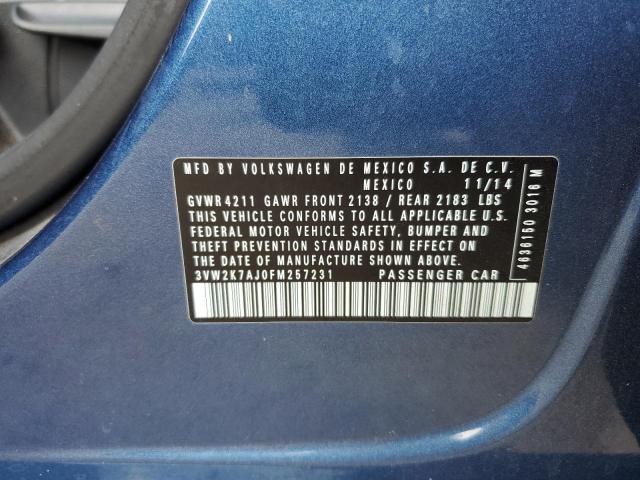 MFD BY VOLKSWAGEN DE MEXICO S.A. DE C.V.
MEXICO 11/14
GVWR 4211 GAWR FRONT 2138 / REAR 2183 LBS
THIS VEHICLE CONFORMS TO ALL APPLICABLE U.S.
FEDERAL MOTOR VEHICLE SAFETY, BUMPER AND
THEFT PREVENTION STANDARDS IN EFFECT ON
THE DATE OF MANUFACTURE SHOWN ABOVE.
3VW2K7AJ0FM257231 PASSENGER CAR
4636150 3016 M